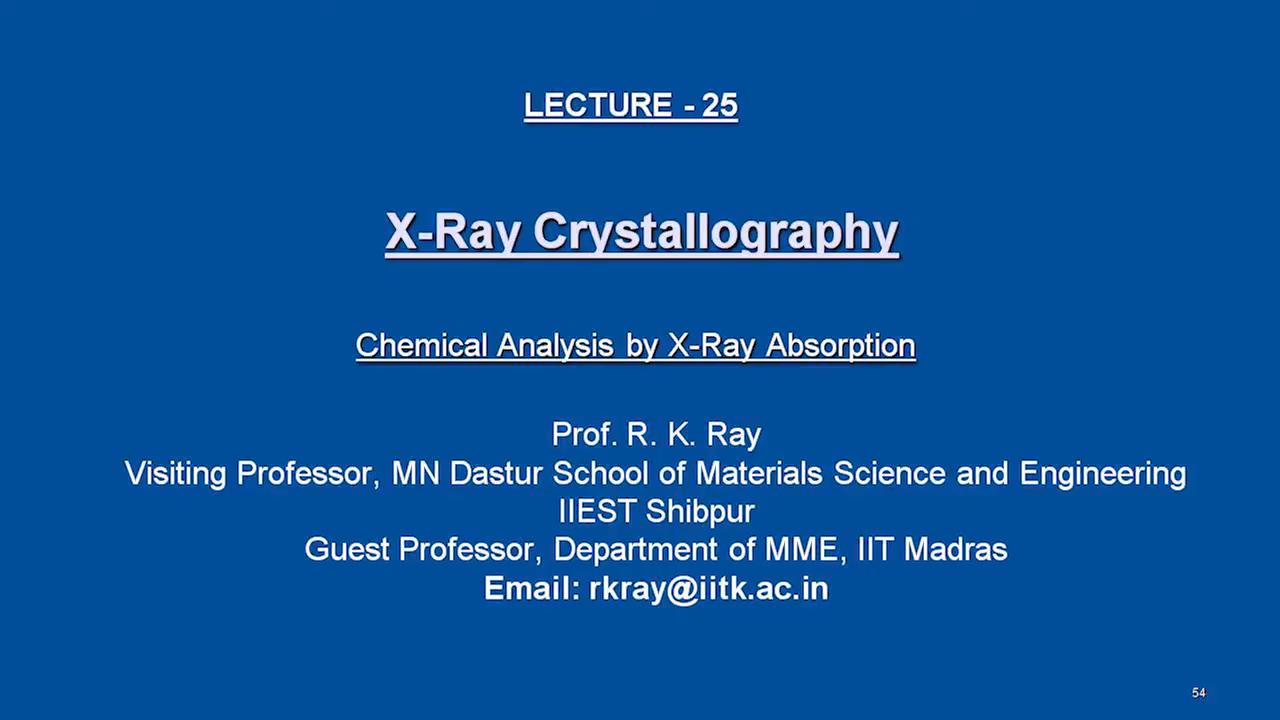 LECTURE - 25
X-Ray Crystallography
Chemical Analysis by X-Ray Absorption
Prof. R. K. Ray
Visiting Professor, MN Dastur School of Materials Science and Engineering
IIEST Shibpur
Guest Professor, Department of MME, IIT Madras
Email: rkray@iitk.ac.in
54